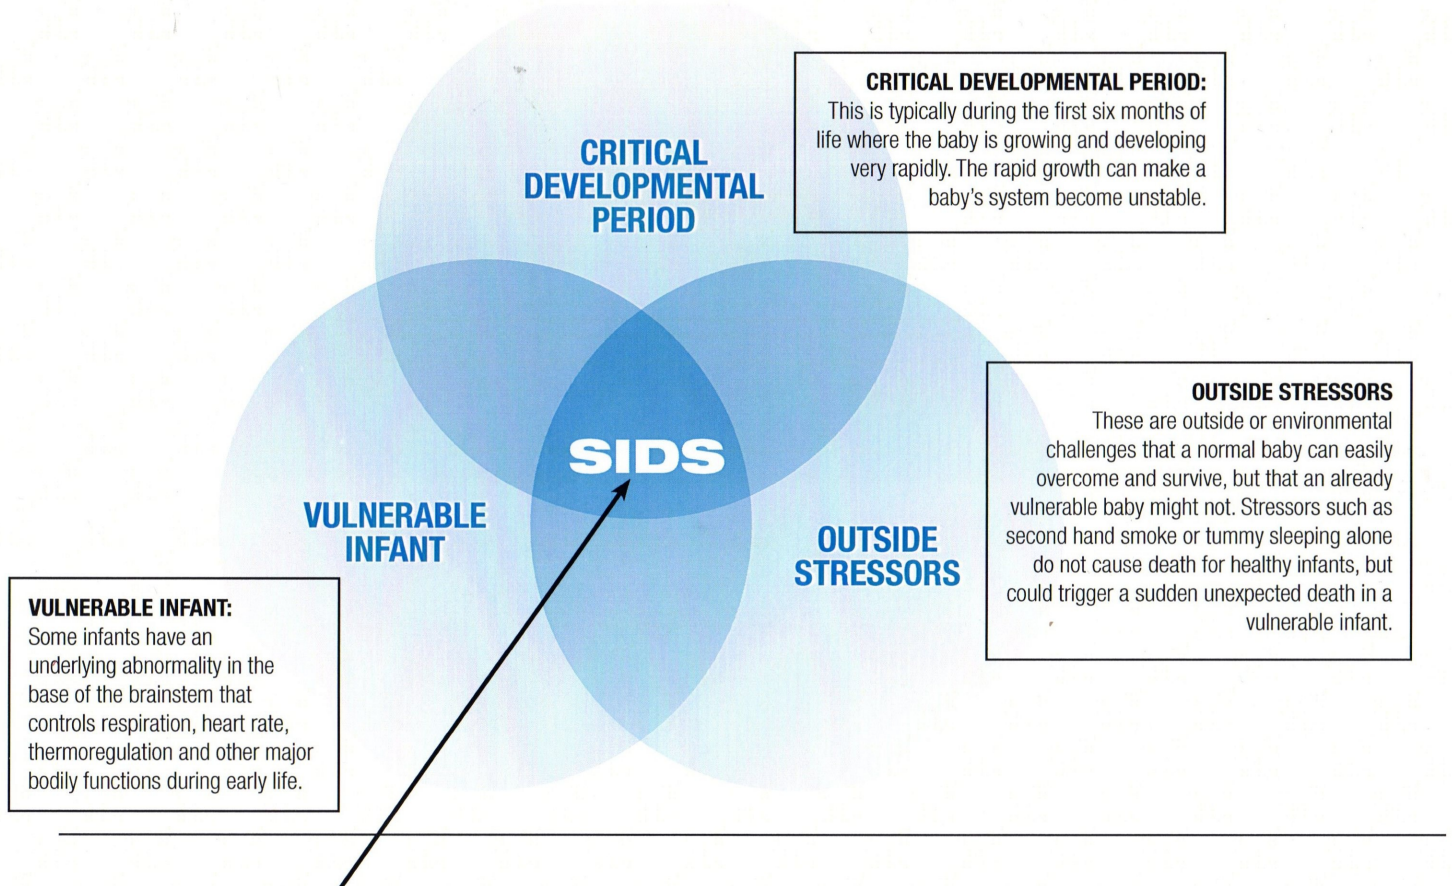 CRITICAL DEVELOPMENTAL PERIOD:
This is typically during the first six months of
life where the baby is growing and developing
very rapidly. The rapid growth can make a
baby's system become unstable.
CRITICAL
DEVELOPMENTAL
PERIOD
OUTSIDE STRESSORS
These are outside or environmental
challenges that a normal baby can easily
overcome and survive, but that an already
vulnerable baby might not. Stressors such as
second hand smoke or tummy sleeping alone
do not cause death for healthy infants, but
could trigger a sudden unexpected death in a
vulnerable infant.
SIDS
VULNERABLE
INFANT
OUTSIDE
STRESSORS
VULNERABLE INFANT:
Some infants have an
underlying abnormality in the
base of the brainstem that
controls respiration, heart rate,
thermoregulation and other major
bodily functions during early life.